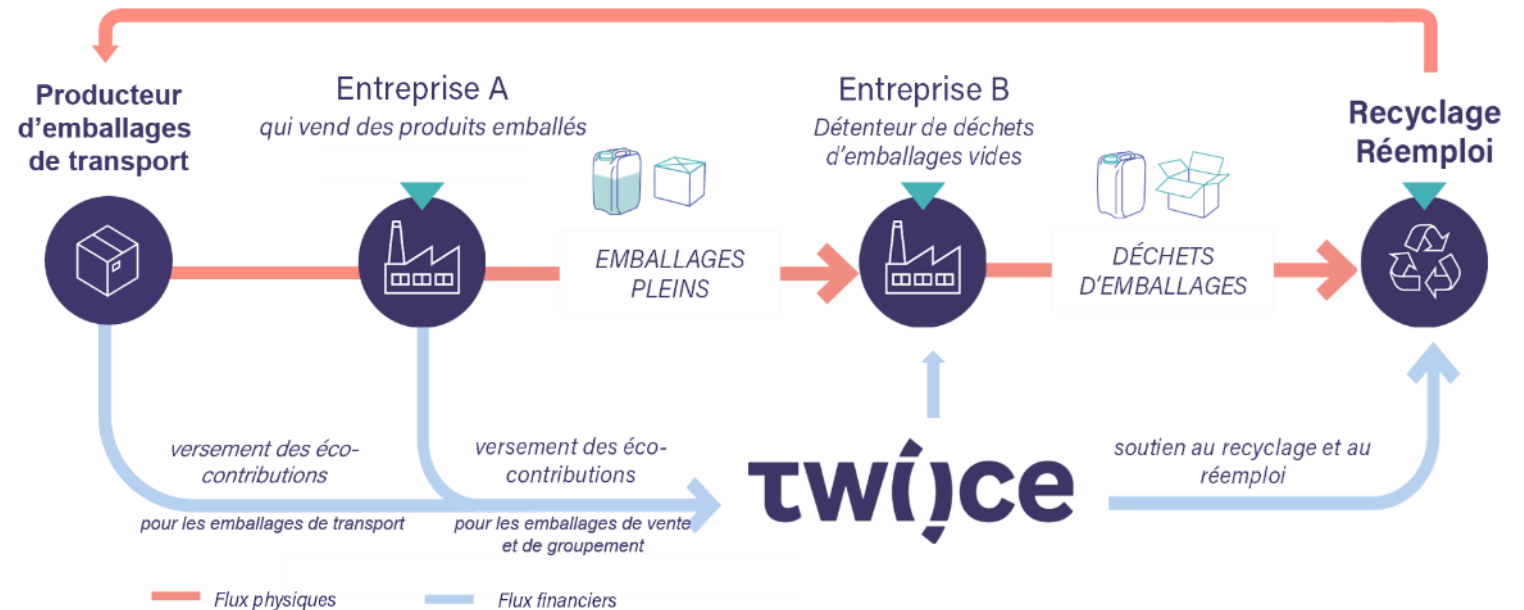 Producteur
d'emballages
de transport
Entreprise A
qui vend des produits emballés
Entreprise B
Détenteur de déchets
d'emballages vides
Recyclage
Réemploi
EMBALLAGES
PLEINS
DÉCHETS
D'EMBALLAGES
versement des éco-
contributions
pour les emballages de transport
versement des éco-
contributions
pour les emballages de vente
et de groupement
twiice
soutien au recyclage et au
réemploi
Flux physiques
Flux financiers